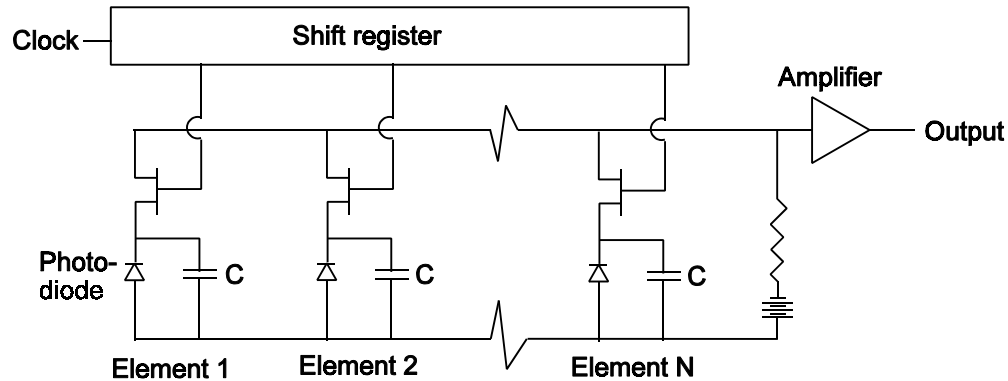 Clock
Shift register
Amplifier
Output
Photo-
diode
C
C
C
Element 1
Element 2
Element N